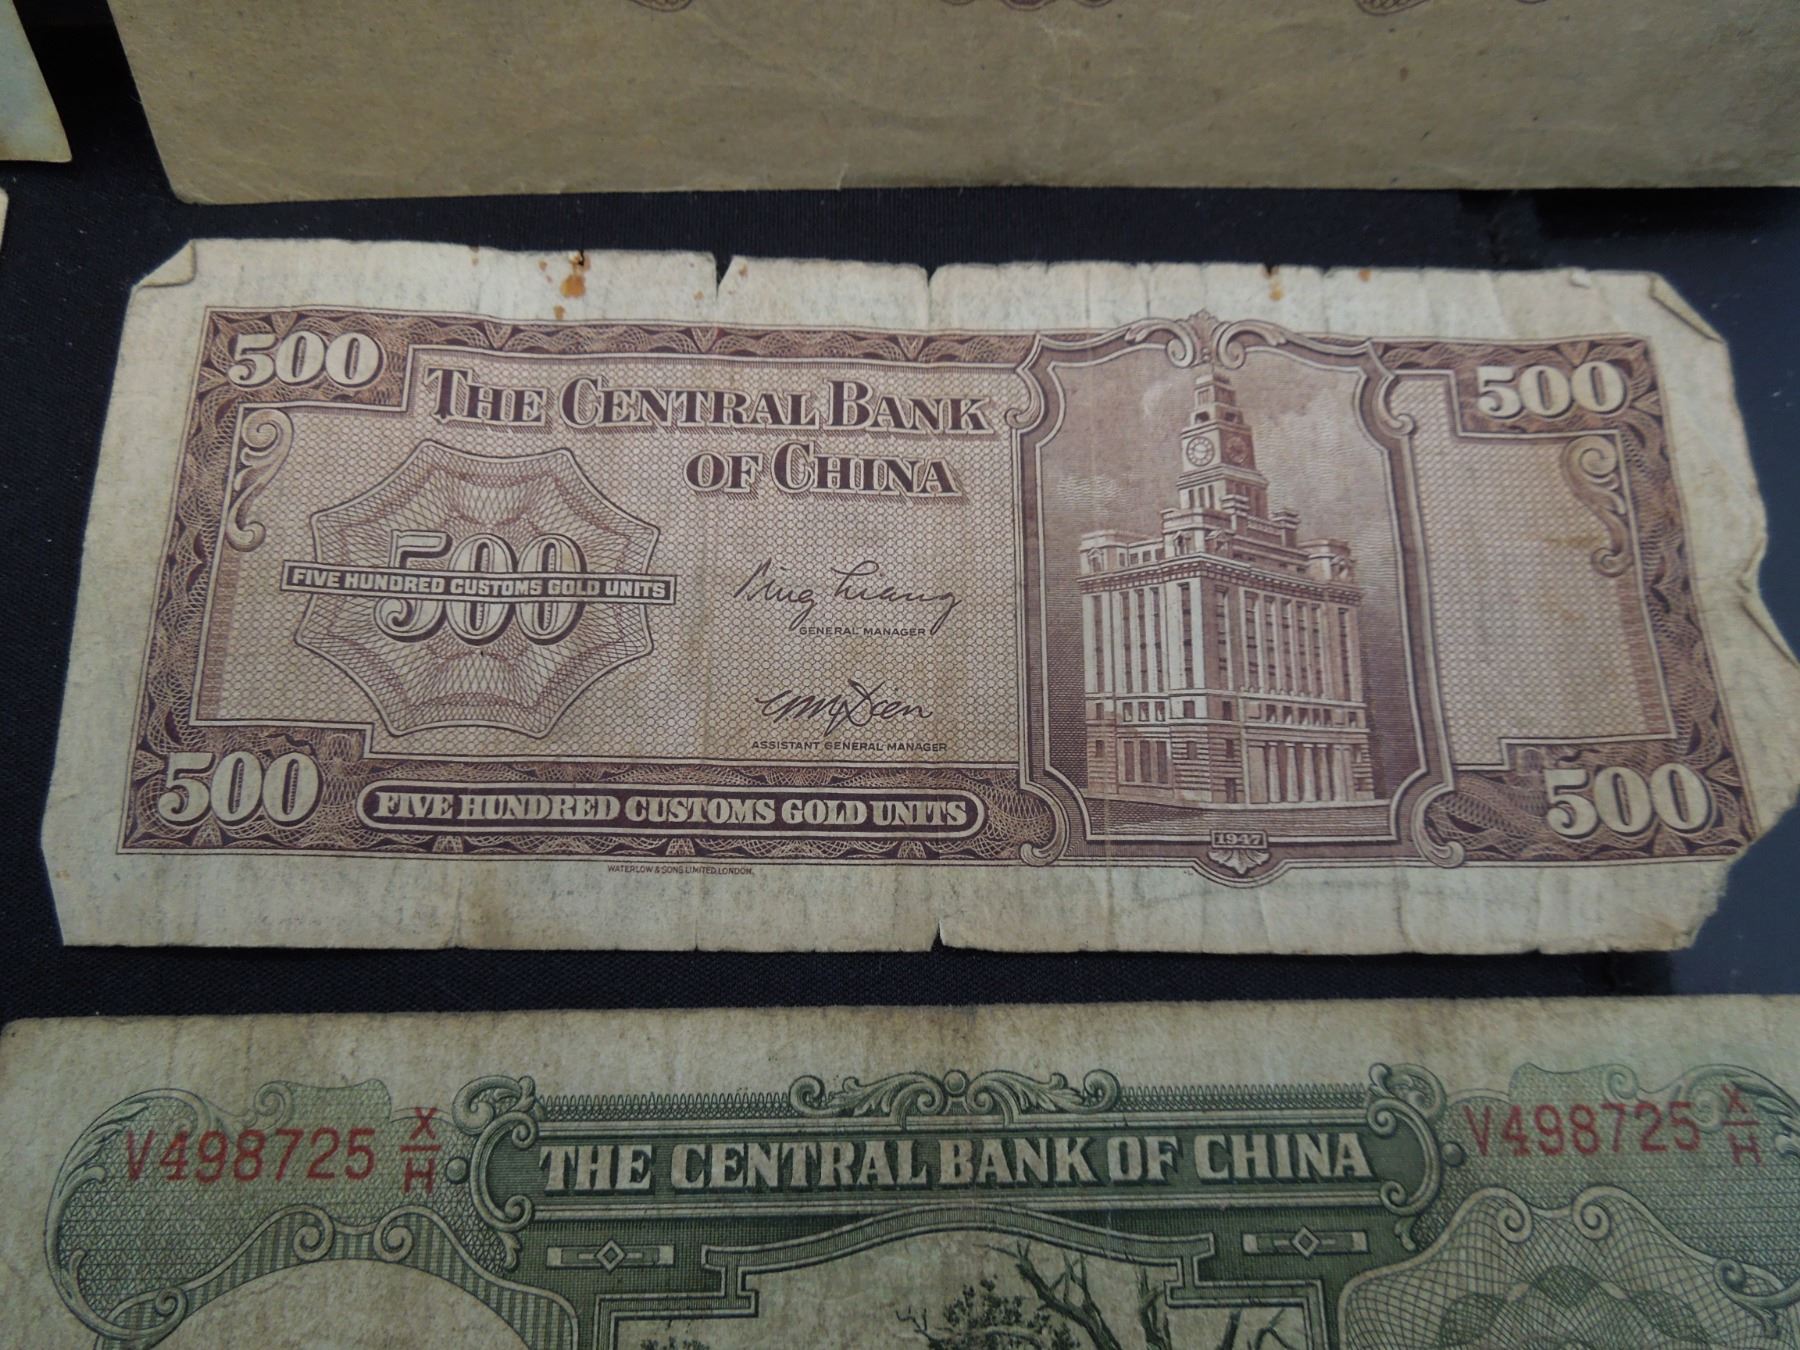 500
500
THE CENTRAL BANK
OF CHINA
500
FIVE HUNDRED CUSTOMS GOLD UNITS
GENERAL MANAGER
ASSISTANT GENERAL MANAGER
500
500
FIVE HUNDRED CUSTOMS GOLD UNITS
1947
WATERLOW & SONS LIMITED, LONDON.
V498725 X/H
THE CENTRAL BANK OF CHINA
V498725 X/H